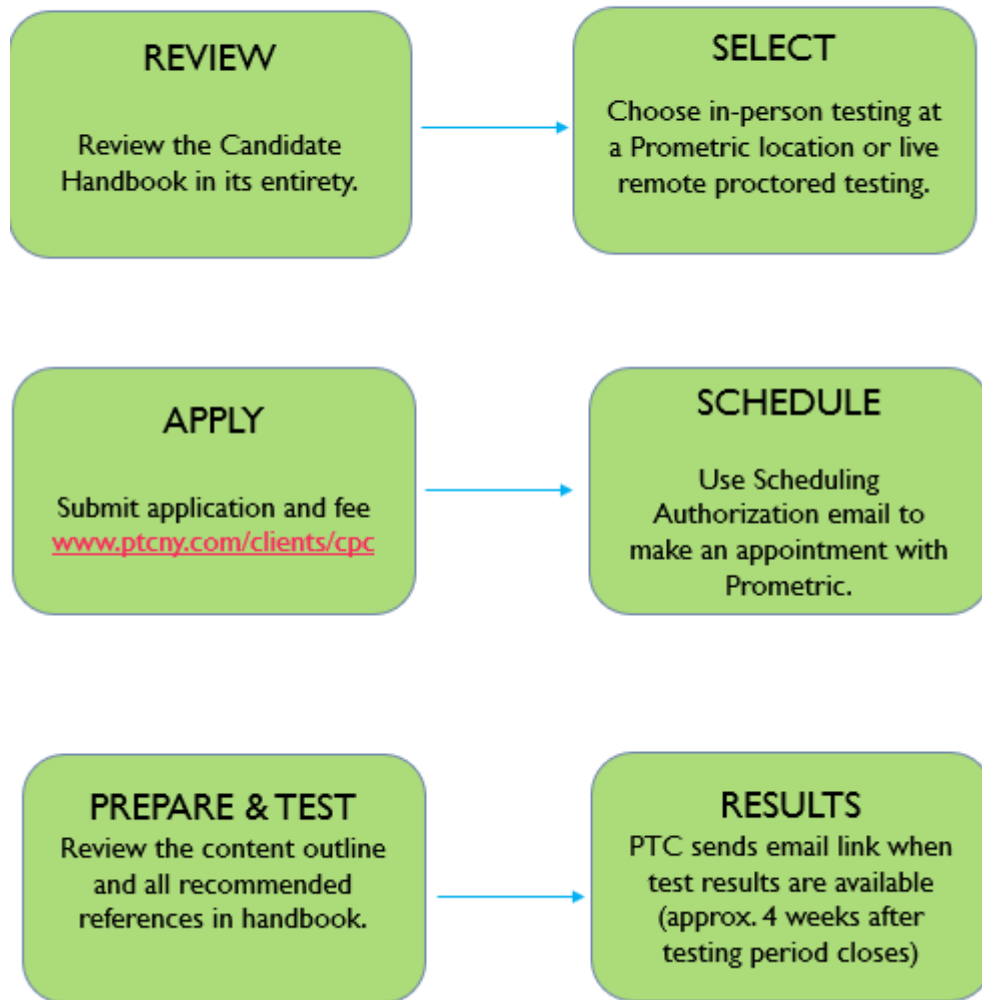 REVIEW
Review the Candidate
Handbook in its entirety.
SELECT
Choose in-person testing at
a Prometric location or live
remote proctored testing.
APPLY
Submit application and fee
www.ptcny.com/clients/cpc
SCHEDULE
Use Scheduling
Authorization email to
make an appointment with
Prometric.
PREPARE & TEST
Review the content outline
and all recommended
references in handbook.
RESULTS
PTC sends email link when
test results are available
(approx. 4 weeks after
testing period closes)